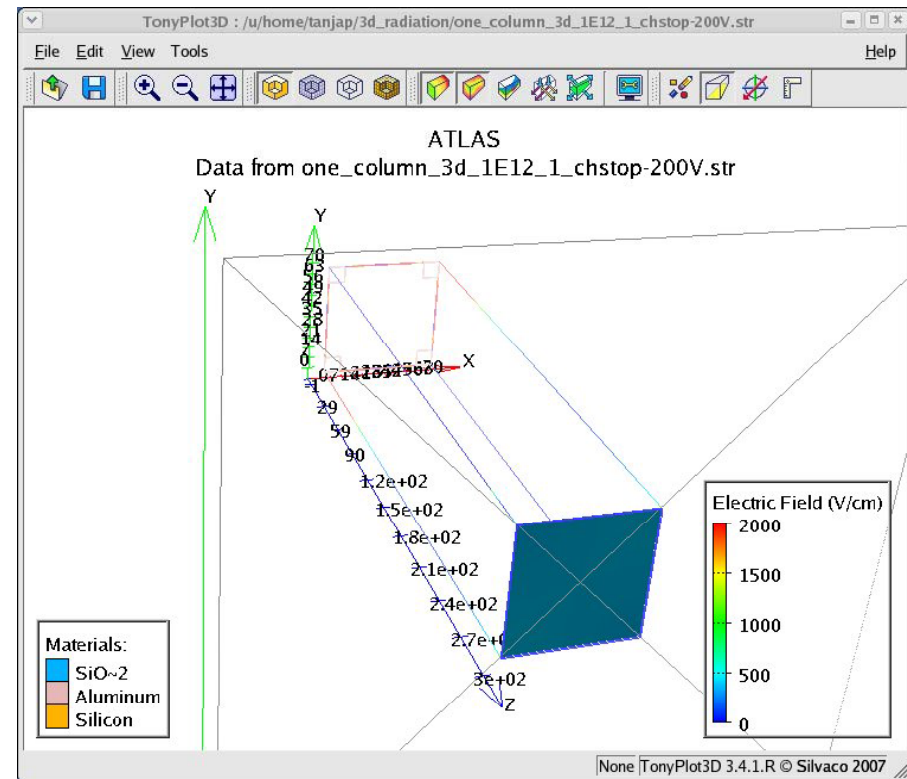 TonyPlot3D : /u/home/tanjap/3d_radiation/one_column_3d_1E12_1_chstop-200V.str
File Edit View Tools Help
ATLAS
Data from one_column_3d_1E12_1_chstop-200V.str
Y
Y
70
63
56
49
42
35
28
21
14
7
0
X
-1
29
59
90
1.2e+02
1.5e+02
1.8e+02
2.1e+02
2.4e+02
2.7e+0
3e+02
Z
Electric Field (V/cm)
2000
1500
1000
500
0
Materials:
SiO~2
Aluminum
Silicon
None TonyPlot3D 3.4.1.R © Silvaco 2007